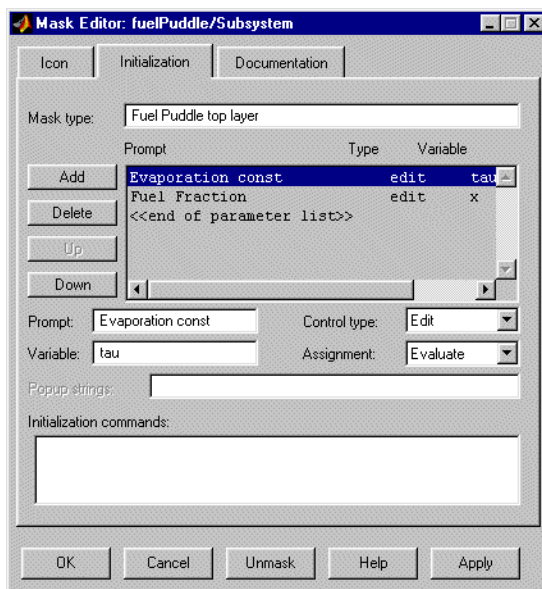 Mask Editor: fuelPuddle/Subsystem
Icon Initialization Documentation
Mask type: Fuel Puddle top layer
Prompt Type Variable
Add Evaporation const edit tau
Fuel Fraction edit x
Delete <<end of parameter list>>
Up
Down
Prompt: Evaporation const Control type: Edit
Variable: tau Assignment: Evaluate
Popup strings:
Initialization commands:
OK Cancel Unmask Help Apply